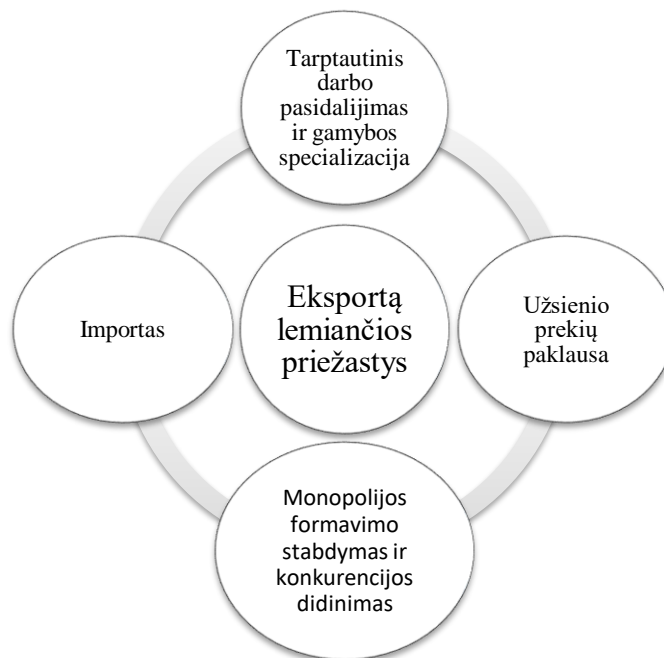 Tarptautinis
darbo
pasidalijimas
ir gamybos
specializacija
Importas
Eksportą
lemiančios
priežastys
Užsienio
prekių
paklausa
Monopolijos
formavimo
stabdymas ir
konkurencijos
didinimas